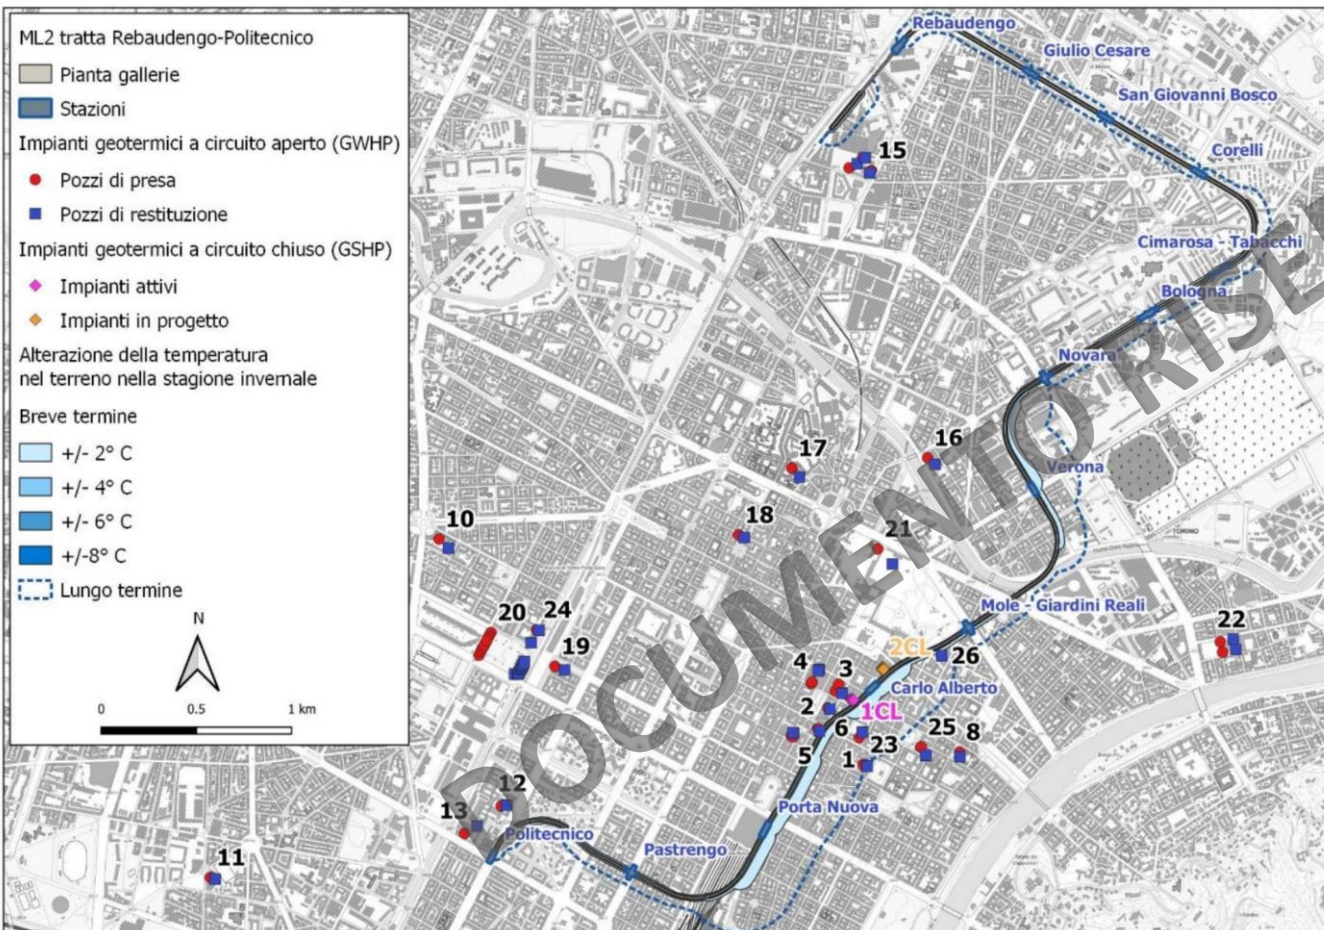 ML2 tratta Rebaudengo-Politecnico
Pianta gallerie
Stazioni
Impianti geotermici a circuito aperto (GWHP)
Pozzi di presa
Pozzi di restituzione
Impianti geotermici a circuito chiuso (GSHP)
Impianti attivi
Impianti in progetto
Alterazione della temperatura
nel terreno nella stagione invernale
Breve termine
+/- 2° C
+/- 4° C
+/- 6° C
+/-8° C
Lungo termine
N
0 0.5 1 km
Rebaudengo
Giulio Cesare
San Giovanni Bosco
15
Corelli
Cimarosa - Tabacchi
Bologna
Novara
17
16
Verona
10
18
21
TORINO
Mole - Giardini Reali
20
24
22
19
2CL
26
4
3
Carlo Alberto
2
1CL
6
5
25
8
23
1
12
Porta Nuova
13
Politecnico
Pastrengo
11
DOCUMENTO RISE